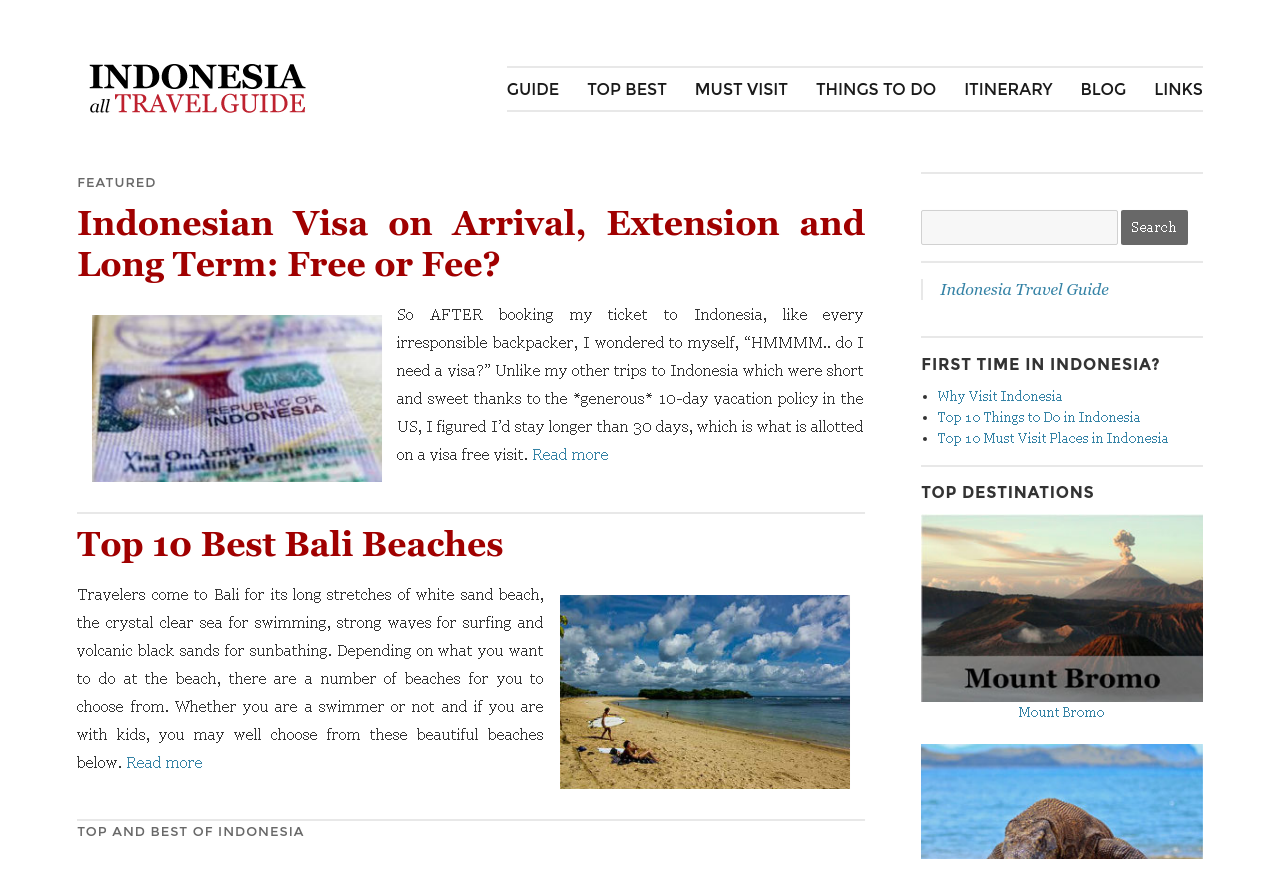 INDONESIA
all TRAVEL GUIDE
GUIDE TOP BEST MUST VISIT THINGS TO DO ITINERARY BLOG LINKS
FEATURED
Indonesian Visa on Arrival, Extension and
Long Term: Free or Fee?
VISA
REPUBLIC OF
INDONESIA
Visa On Arrival
And Landing Permission
So AFTER booking my ticket to Indonesia, like every
irresponsible backpacker, I wondered to myself, “HMMMM.. do I
need a visa?” Unlike my other trips to Indonesia which were short
and sweet thanks to the *generous* 10-day vacation policy in the
US, I figured I’d stay longer than 30 days, which is what is allotted
on a visa free visit. Read more
Top 10 Best Bali Beaches
Travelers come to Bali for its long stretches of white sand beach,
the crystal clear sea for swimming, strong waves for surfing and
volcanic black sands for sunbathing. Depending on what you want
to do at the beach, there are a number of beaches for you to
choose from. Whether you are a swimmer or not and if you are
with kids, you may well choose from these beautiful beaches
below. Read more
TOP AND BEST OF INDONESIA
Search
Indonesia Travel Guide
FIRST TIME IN INDONESIA?
Why Visit Indonesia
Top 10 Things to Do in Indonesia
Top 10 Must Visit Places in Indonesia
TOP DESTINATIONS
Mount Bromo
Mount Bromo